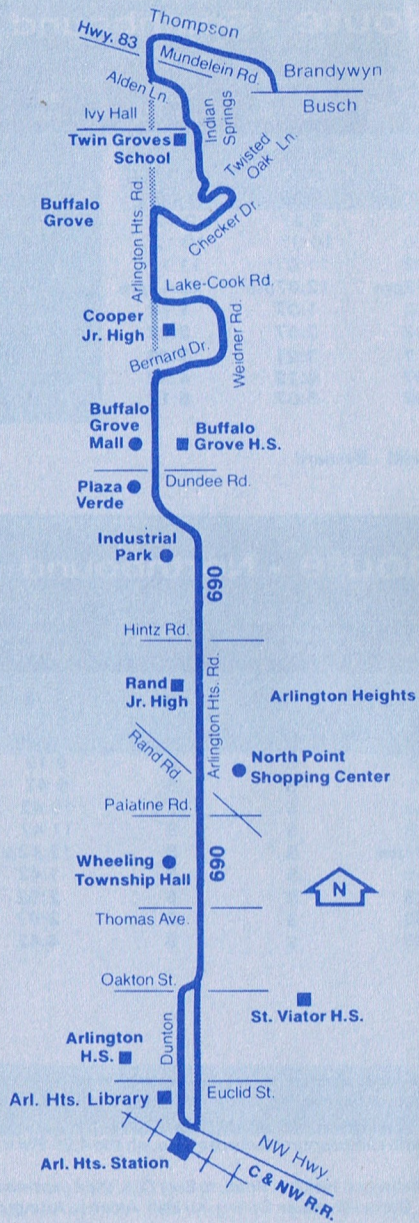 Thompson
Hwy. 83
Mundelein Rd.
Brandywyn
Busch
Alden Ln.
Ivy Hall
Indian
Springs
Twin Groves
School
Twisted
Oak Ln.
Buffalo
Grove
Arlington Hts. Rd
Checker Dr.
Lake-Cook Rd.
Cooper
Jr. High
Weidner Rd.
Bernard Dr.
Buffalo
Grove
Mall
Buffalo
Grove H.S.
Plaza
Verde
Dundee Rd.
Industrial
Park
690
Hintz Rd.
Rand
Jr. High
Arlington Hts. Rd.
Arlington Heights
Rand Rd.
North Point
Shopping Center
Palatine Rd.
Wheeling
Township Hall
690
N
Thomas Ave.
Oakton St.
St. Viator H.S.
Dunton
Arlington
H.S.
Arl. Hts. Library
Euclid St.
NW Hwy.
Arl. Hts. Station
C & NW R.R.